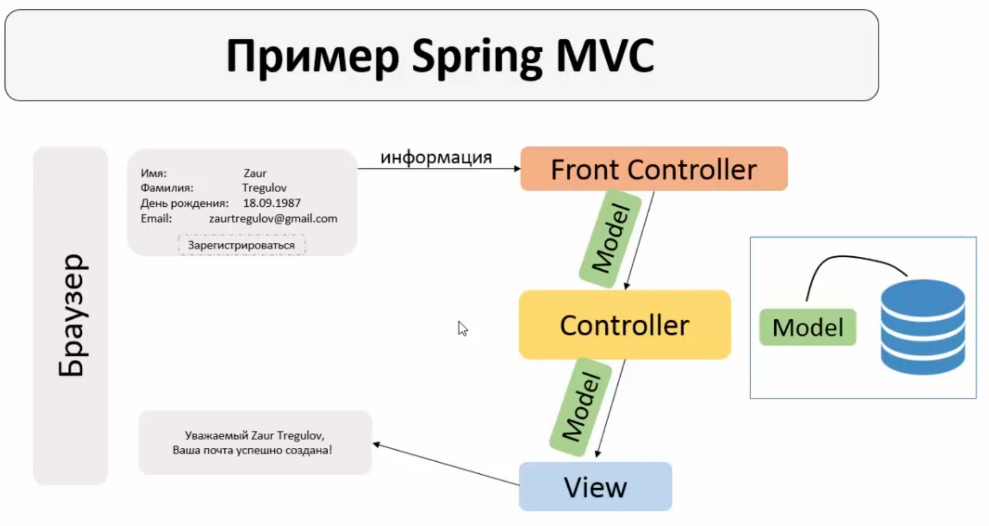 Пример Spring MVC
Браузер
Имя: Zaur
Фамилия: Tregulov
День рождения: 18.09.1987
Email: zaurtregulov@gmail.com
Зарегистрироваться
информация
Front Controller
Model
Controller
Model
Model
View
Уважаемый Zaur Tregulov,
Ваша почта успешно создана!